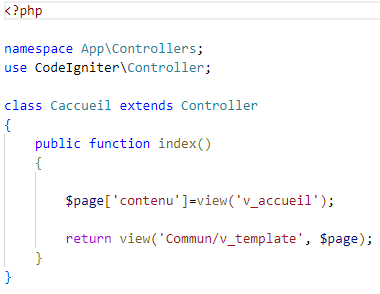 <?php
namespace App\Controllers;
use CodeIgniter\Controller;
class Caccueil extends Controller
{
    public function index()
    {
        $page['contenu']=view('v_accueil');
        return view('Commun/v_template', $page);
    }
}